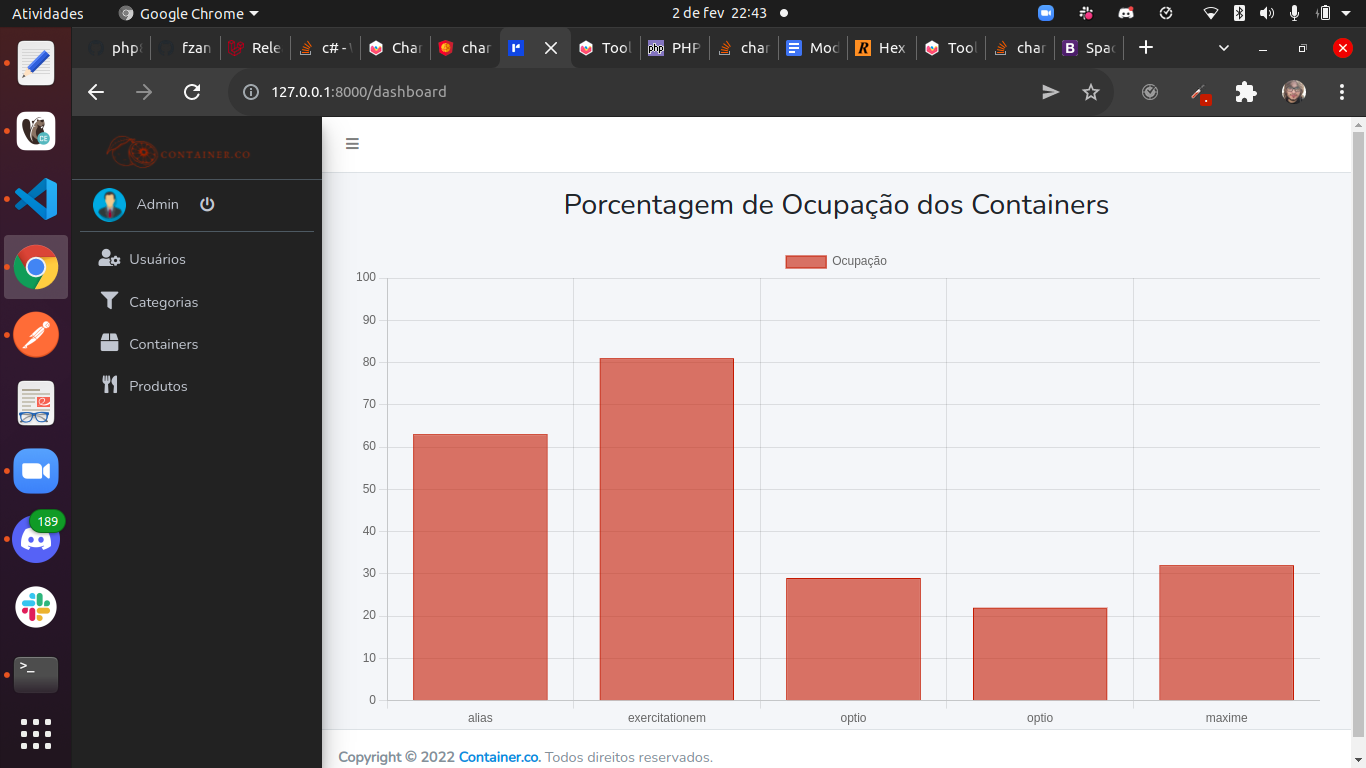 Atividades
Google Chrome
2 de fev 22:43
php
fzan
Rele
c# -
Char
char
Tool
PHP
char
Mod
Hex
Tool
char
Spac
127.0.0.1:8000/dashboard
CONTAINER.CO
Admin
Usuários
Categorias
Containers
Produtos
189
Porcentagem de Ocupação dos Containers
Ocupação
100
90
80
70
60
50
40
30
20
10
0
alias
exercitationem
optio
optio
maxime
Copyright © 2022 Container.co. Todos direitos reservados.